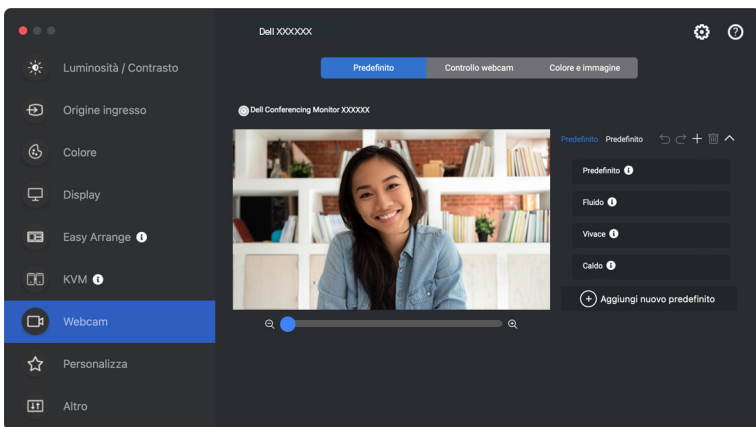 Dell XXXXXX
Luminosità / Contrasto
Origine ingresso
Colore
Display
Easy Arrange
KVM
Webcam
Personalizza
Altro
Predefinito
Controllo webcam
Colore e immagine
Dell Conferencing Monitor XXXXXX
Predefinito Predefinito
Predefinito
Fluido
Vivace
Caldo
Aggiungi nuovo predefinito